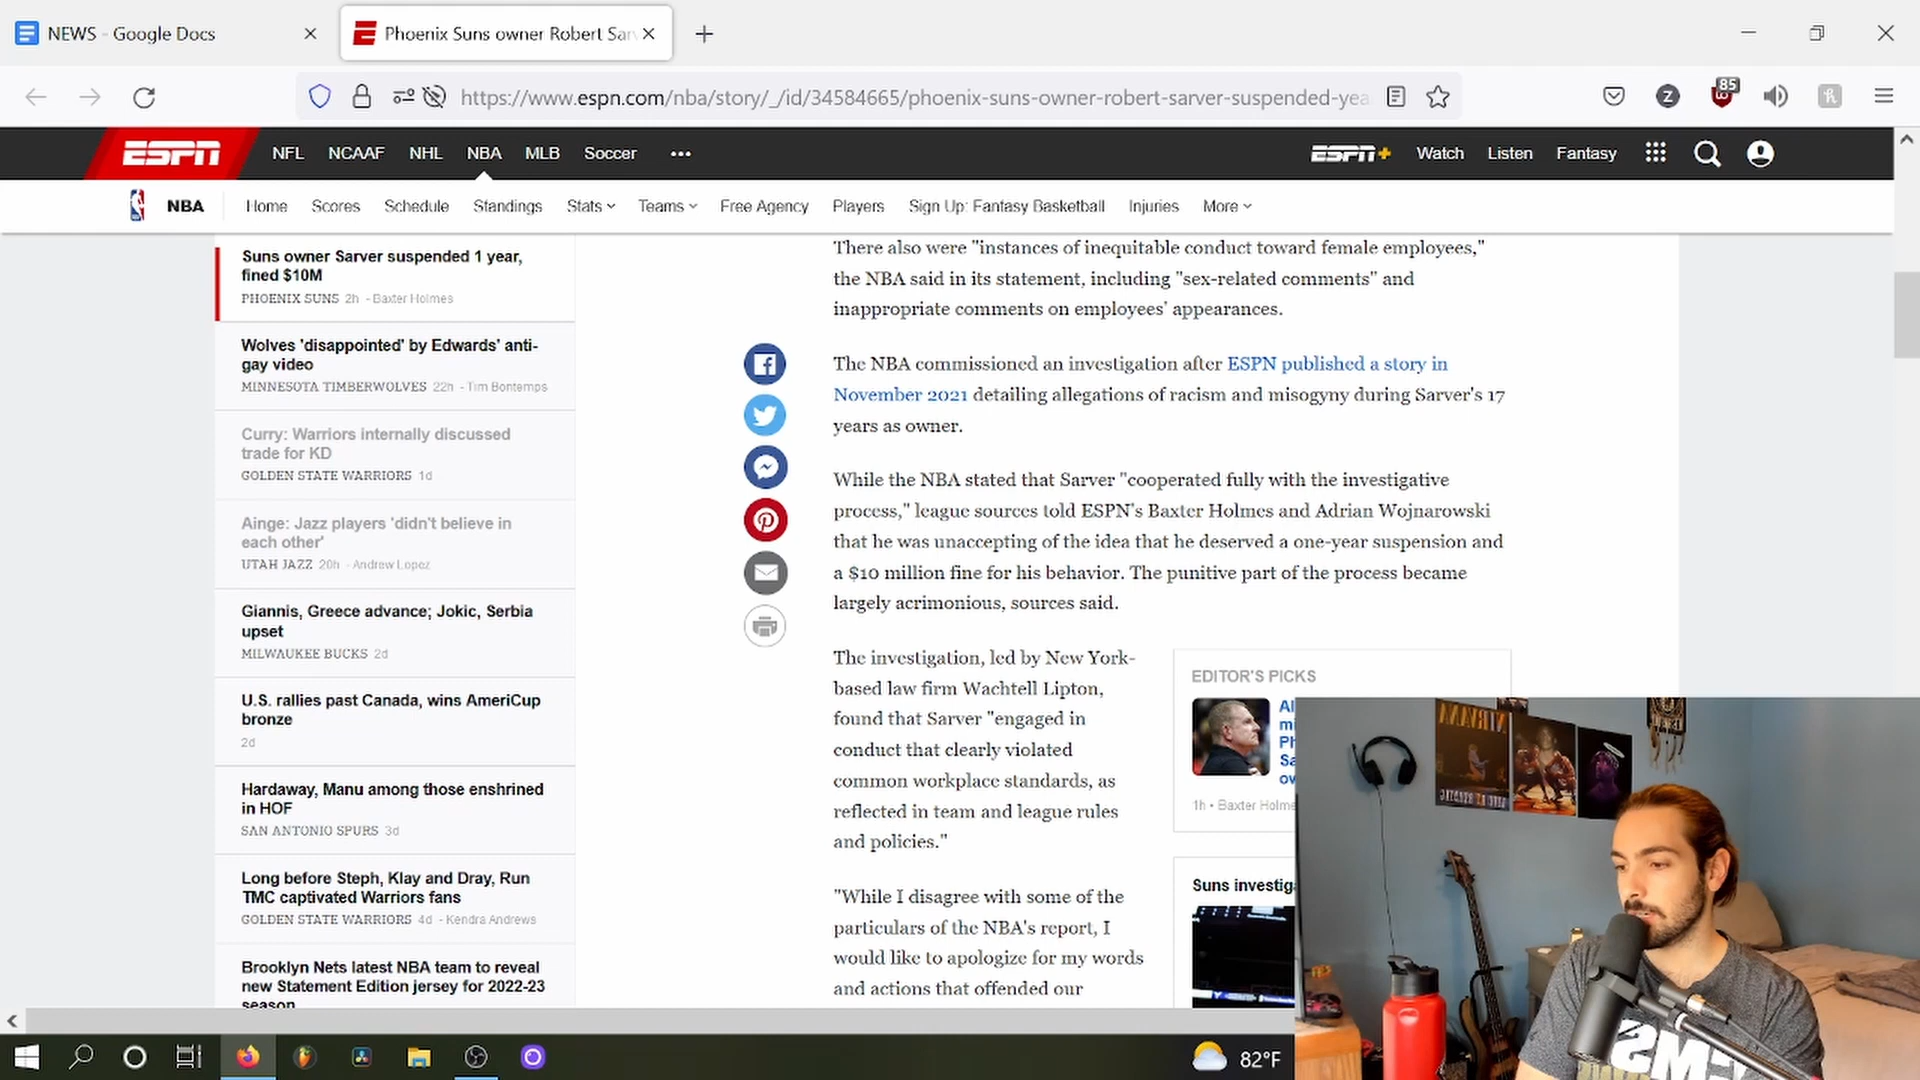 NEWS - Google Docs
Phoenix Suns owner Robert Sar
https://www.espn.com/nba/story/_/id/34584665/phoenix-suns-owner-robert-sarver-suspended-yea
Z
85
ESPN
NFL
NCAAF
NHL
NBA
MLB
Soccer
ESPN+
Watch
Listen
Fantasy
NBA
Home
Scores
Schedule
Standings
Stats
Teams
Free Agency
Players
Sign Up: Fantasy Basketball
Injuries
More
Suns owner Sarver suspended 1 year,
fined $10M
PHOENIX SUNS 2h - Baxter Holmes
Wolves 'disappointed' by Edwards' anti-
gay video
MINNESOTA TIMBERWOLVES 22h - Tim Bontemps
Curry: Warriors internally discussed
trade for KD
GOLDEN STATE WARRIORS 1d
Ainge: Jazz players 'didn't believe in
each other'
UTAH JAZZ 20h - Andrew Lopez
Giannis, Greece advance; Jokic, Serbia
upset
MILWAUKEE BUCKS 2d
U.S. rallies past Canada, wins AmeriCup
bronze
2d
Hardaway, Manu among those enshrined
in HOF
SAN ANTONIO SPURS 3d
Long before Steph, Klay and Dray, Run
TMC captivated Warriors fans
GOLDEN STATE WARRIORS 4d - Kendra Andrews
Brooklyn Nets latest NBA team to reveal
new Statement Edition jersey for 2022-23
season
There also were "instances of inequitable conduct toward female employees,"
the NBA said in its statement, including "sex-related comments" and
inappropriate comments on employees' appearances.
The NBA commissioned an investigation after ESPN published a story in
November 2021 detailing allegations of racism and misogyny during Sarver's 17
years as owner.
While the NBA stated that Sarver "cooperated fully with the investigative
process," league sources told ESPN's Baxter Holmes and Adrian Wojnarowski
that he was unaccepting of the idea that he deserved a one-year suspension and
a $10 million fine for his behavior. The punitive part of the process became
largely acrimonious, sources said.
The investigation, led by New York-
based law firm Wachtell Lipton,
found that Sarver "engaged in
conduct that clearly violated
common workplace standards, as
reflected in team and league rules
and policies."
"While I disagree with some of the
particulars of the NBA's report, I
would like to apologize for my words
and actions that offended our
EDITOR'S PICKS
Al
mi
Ph
Sa
ow
1h • Baxter Holme
Suns investiga
NIRVANA
82°F